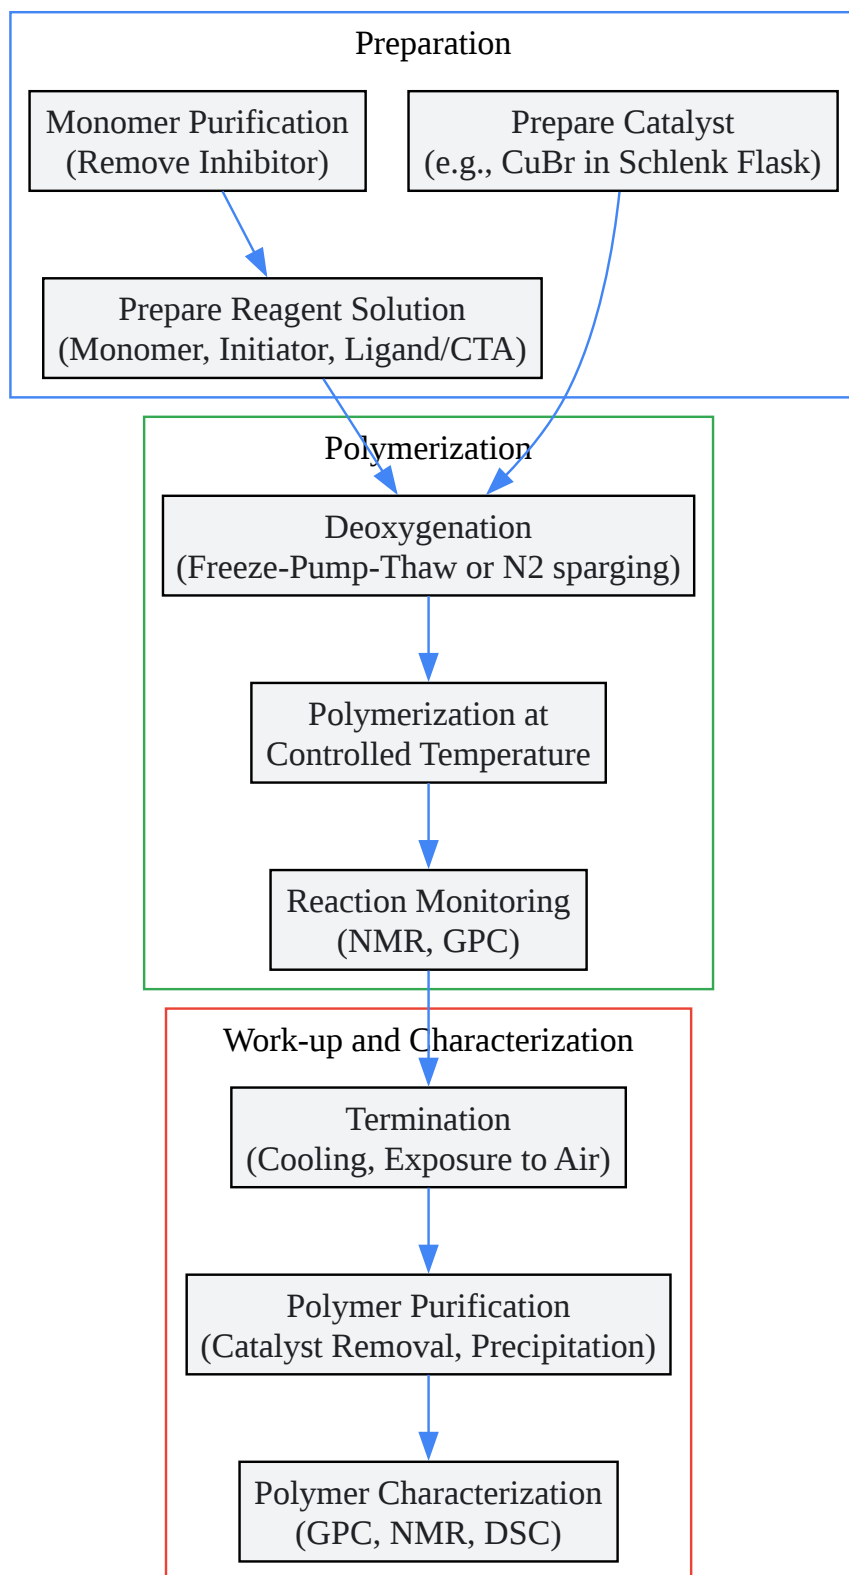 Preparation
Monomer Purification
(Remove Inhibitor)
Prepare Catalyst
(e.g., CuBr in Schlenk Flask)
Prepare Reagent Solution
(Monomer, Initiator, Ligand/CTA)
Polymerization
Deoxygenation
(Freeze-Pump-Thaw or N2 sparging)
Polymerization at
Controlled Temperature
Reaction Monitoring
(NMR, GPC)
Work-up and Characterization
Termination
(Cooling, Exposure to Air)
Polymer Purification
(Catalyst Removal, Precipitation)
Polymer Characterization
(GPC, NMR, DSC)